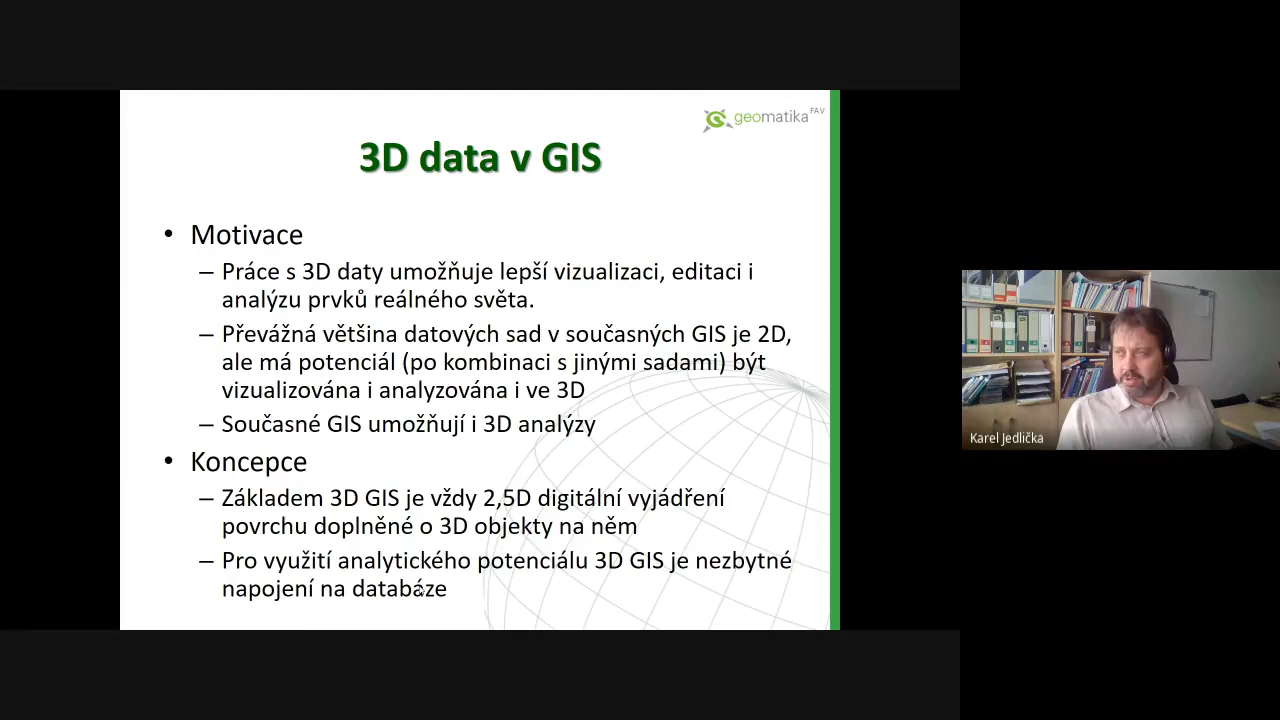 geomatika FAV
3D data v GIS
• Motivace
– Práce s 3D daty umožňuje lepší vizualizaci, editaci i
analýzu prvků reálného světa.
– Převážná většina datových sad v současných GIS je 2D,
ale má potenciál (po kombinaci s jinými sadami) být
vizualizována i analyzována i ve 3D
– Současné GIS umožňují i 3D analýzy
• Koncepce
– Základem 3D GIS je vždy 2,5D digitální vyjádření
povrchu doplněné o 3D objekty na něm
– Pro využití analytického potenciálu 3D GIS je nezbytné
napojení na databáze
Karel Jedlička